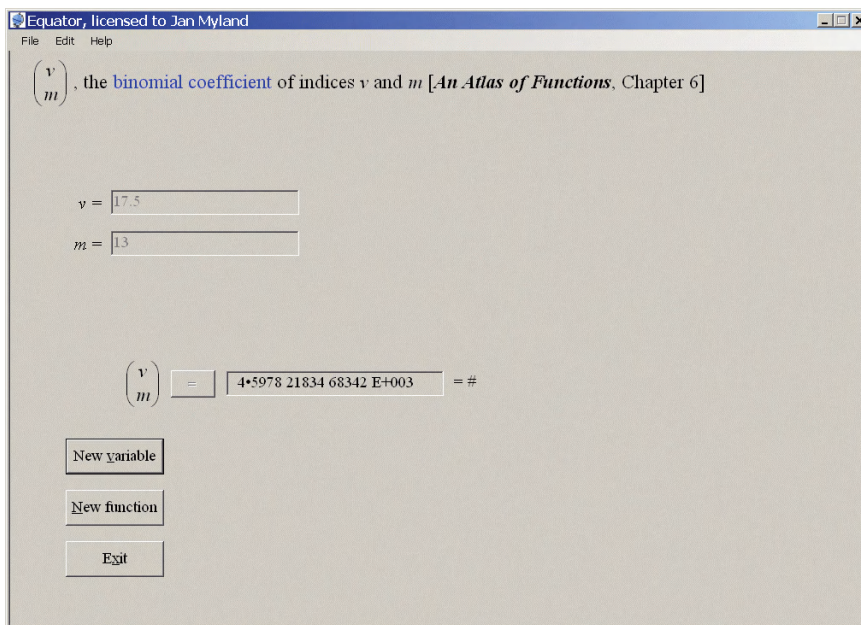 Equator, licensed to Jan Myland
File Edit Help
(v m), the binomial coefficient of indices v and m [An Atlas of Functions, Chapter 6]
v = 17.5
m = 13
(v m) = 4•5978 21834 68342 E+003 = #
New variable
New function
Exit